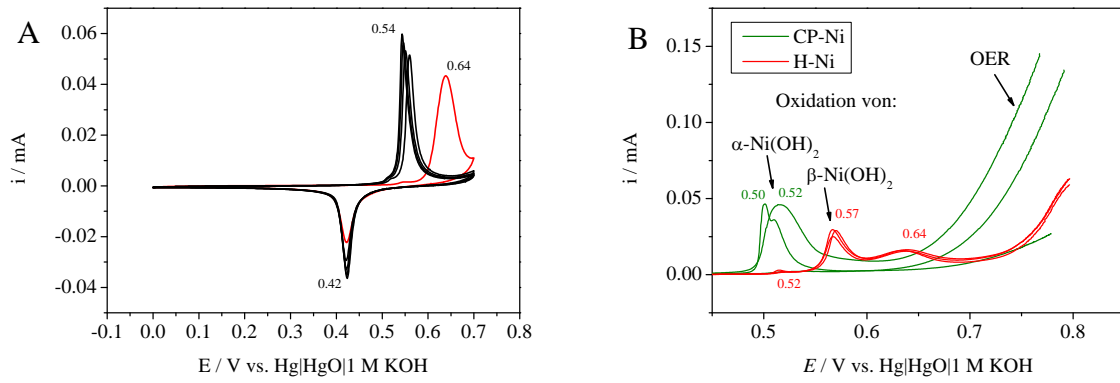 A
0.06
0.04
0.02
0.00
-0.02
-0.04
i / mA
0.54
0.64
0.42
-0.1 0.0 0.1 0.2 0.3 0.4 0.5 0.6 0.7
E / V vs. Hg|HgO|1 M KOH
B
0.15
0.10
0.05
0.00
i / mA
CP-Ni
H-Ni
OER
Oxidation von:
α-Ni(OH)2
β-Ni(OH)2
0.50 0.52
0.57
0.64
0.52
0.5 0.6 0.7 0.8
E / V vs. Hg|HgO|1 M KOH